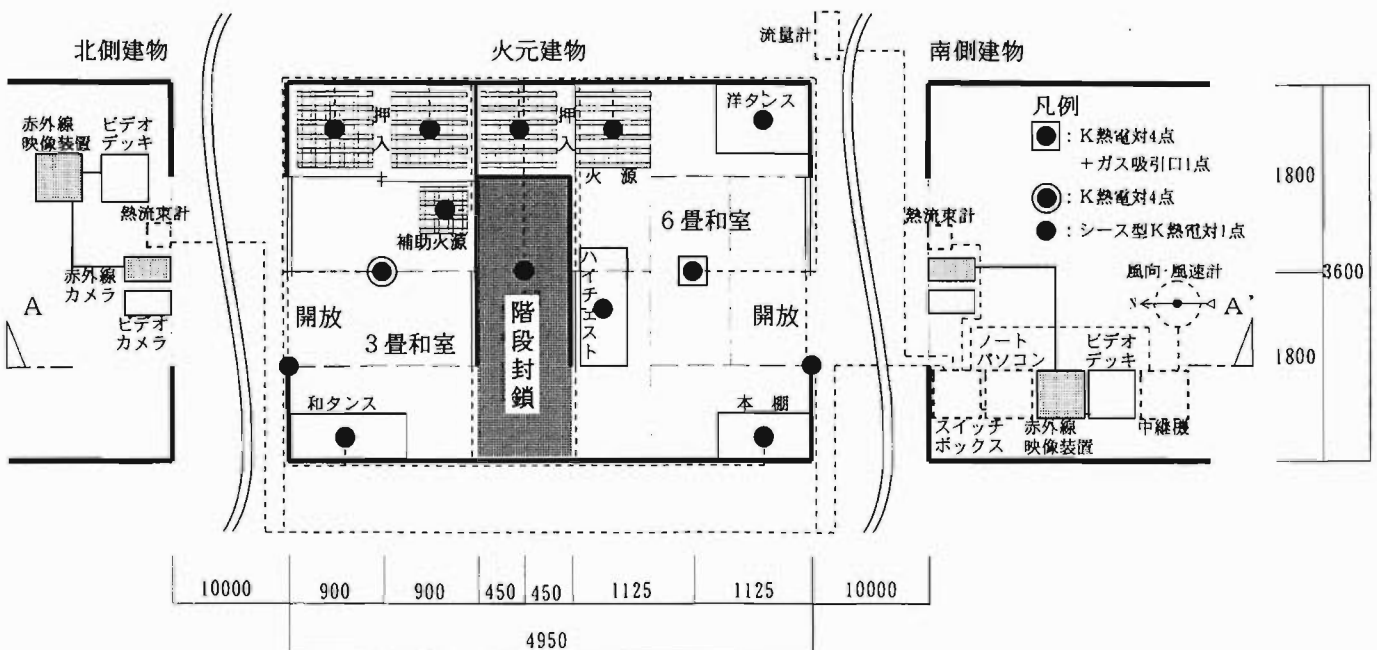 北側建物
火元建物
流量計
南側建物
赤外線
映像装置
ビデオ
デッキ
熱流束計
赤外線
カメラ
ビデオ
カメラ
A
押入
押入
洋タンス
火源
補助火源
6畳和室
3畳和室
開放
開放
階段封鎖
ハイチェスト
和タンス
本棚
凡例
: K熱電対4点
+ガス吸引口1点
: K熱電対4点
: シース型K熱電対1点
熱流束計
風向・風速計
N
A'
ノート
パソコン
ビデオ
デッキ
スイッチ
ボックス
赤外線
映像装置
中継機
1800
3600
1800
10000
900
900
450
450
1125
1125
10000
4950